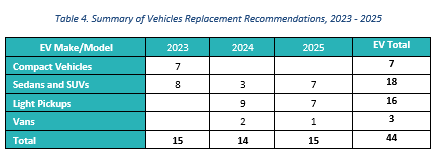 Table 4. Summary of Vehicles Replacement Recommendations, 2023 - 2025
EV Make/Model 2023 2024 2025 EV Total
Compact Vehicles 7 7
Sedans and SUVs 8 3 7 18
Light Pickups 9 7 16
Vans 2 1 3
Total 15 14 15 44